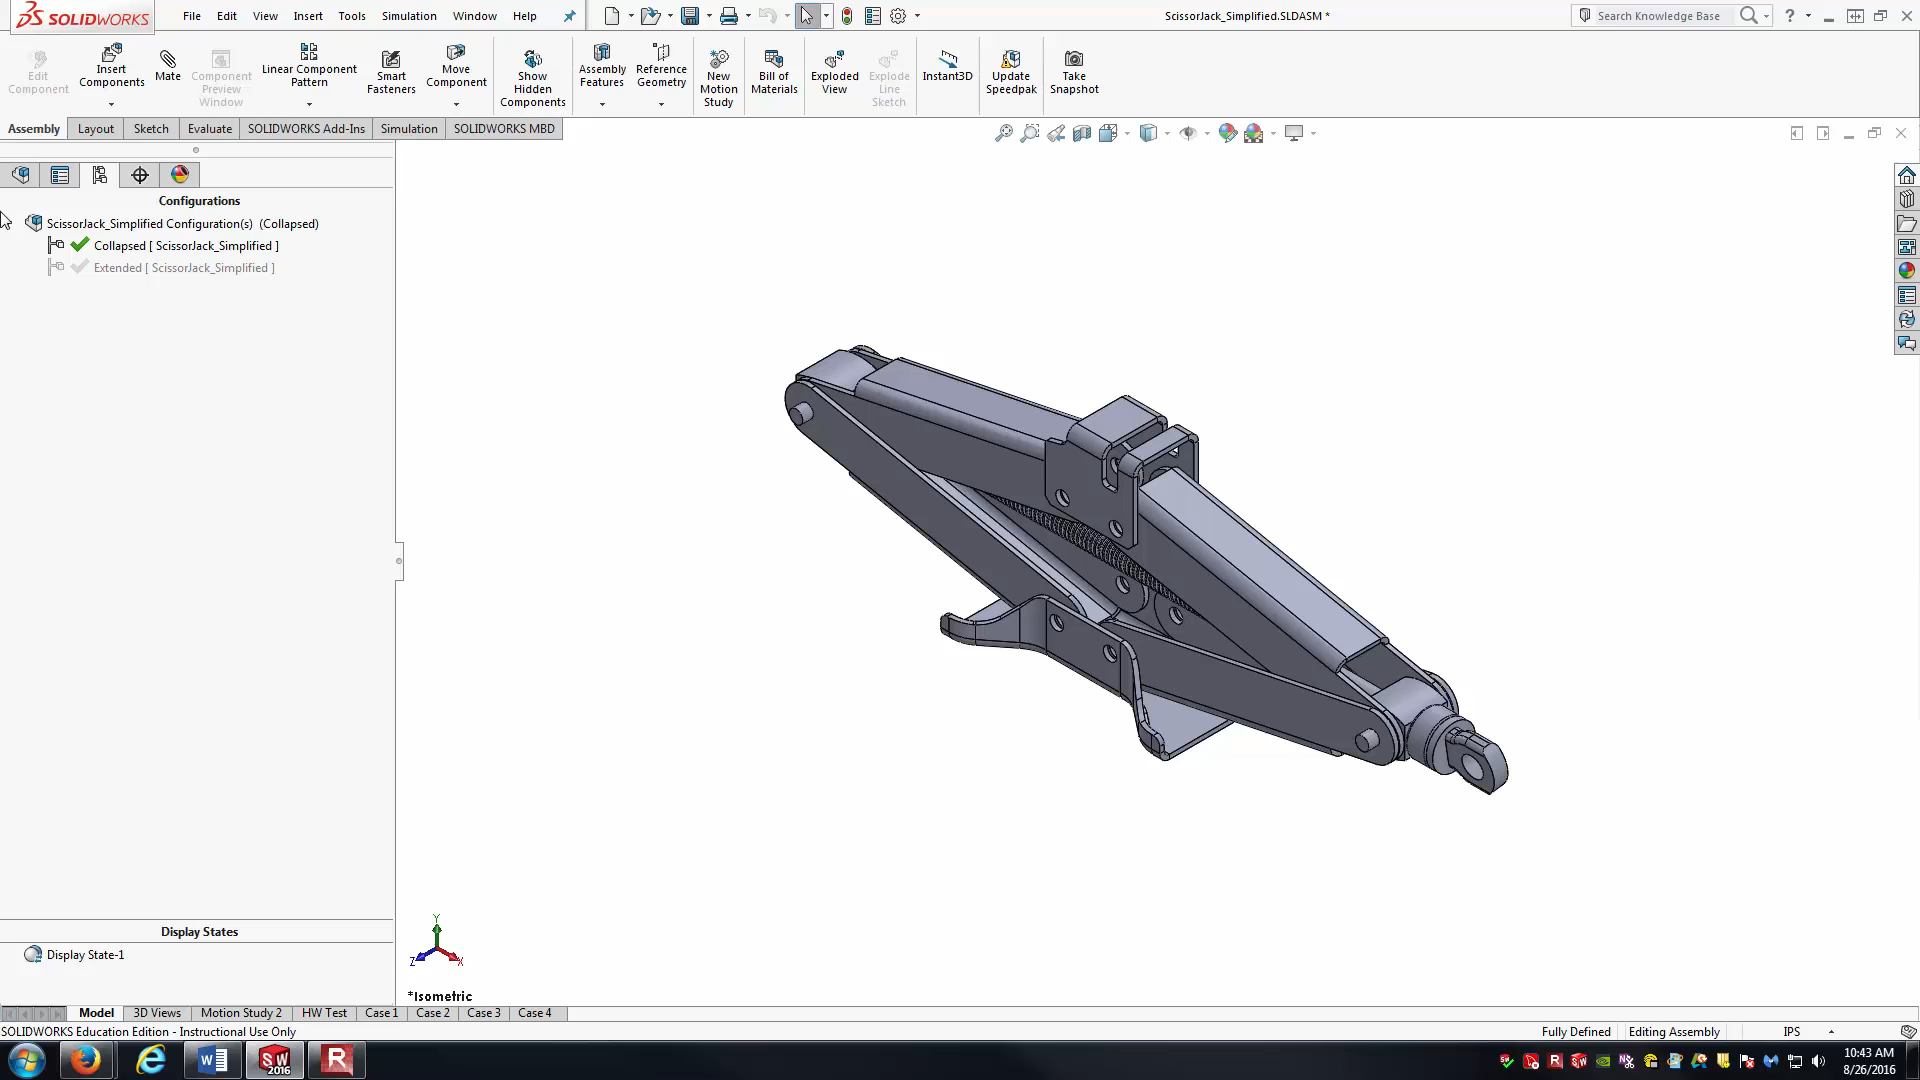 SOLIDWORKS
File Edit View Insert Tools Simulation Window Help
ScissorJack_Simplified.SLDASM *
Search Knowledge Base
?
Edit Component
Insert Components
Mate
Component Preview Window
Linear Component Pattern
Smart Fasteners
Move Component
Show Hidden Components
Assembly Features
Reference Geometry
New Motion Study
Bill of Materials
Exploded View
Explode Line Sketch
Instant3D
Update Speedpak
Take Snapshot
Assembly Layout Sketch Evaluate SOLIDWORKS Add-Ins Simulation SOLIDWORKS MBD
Configurations
ScissorJack_Simplified Configuration(s) (Collapsed)
Collapsed [ ScissorJack_Simplified ]
Extended [ ScissorJack_Simplified ]
Display States
Display State-1
Y
Z
X
*Isometric
Model 3D Views Motion Study 2 HW Test Case 1 Case 2 Case 3 Case 4
SOLIDWORKS Education Edition - Instructional Use Only
Fully Defined Editing Assembly IPS
W
SW 2016
R
10:43 AM
8/26/2016